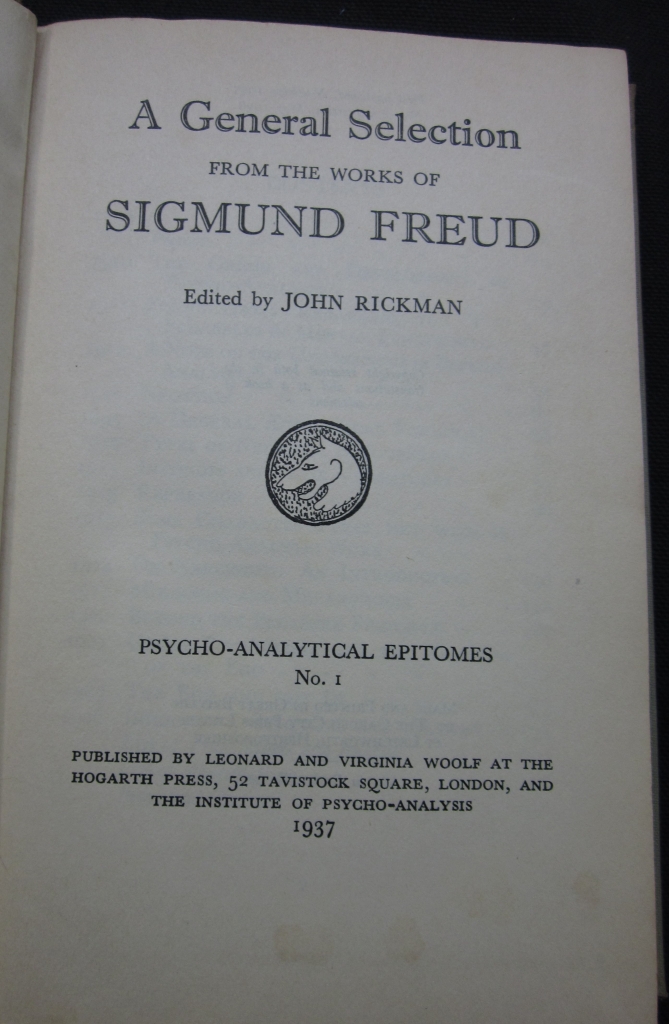 A General Selection
FROM THE WORKS OF
SIGMUND FREUD
Edited by JOHN RICKMAN
PSYCHO-ANALYTICAL EPITOMES
No. 1
PUBLISHED BY LEONARD AND VIRGINIA WOOLF AT THE
HOGARTH PRESS, 52 TAVISTOCK SQUARE, LONDON, AND
THE INSTITUTE OF PSYCHO-ANALYSIS
1937